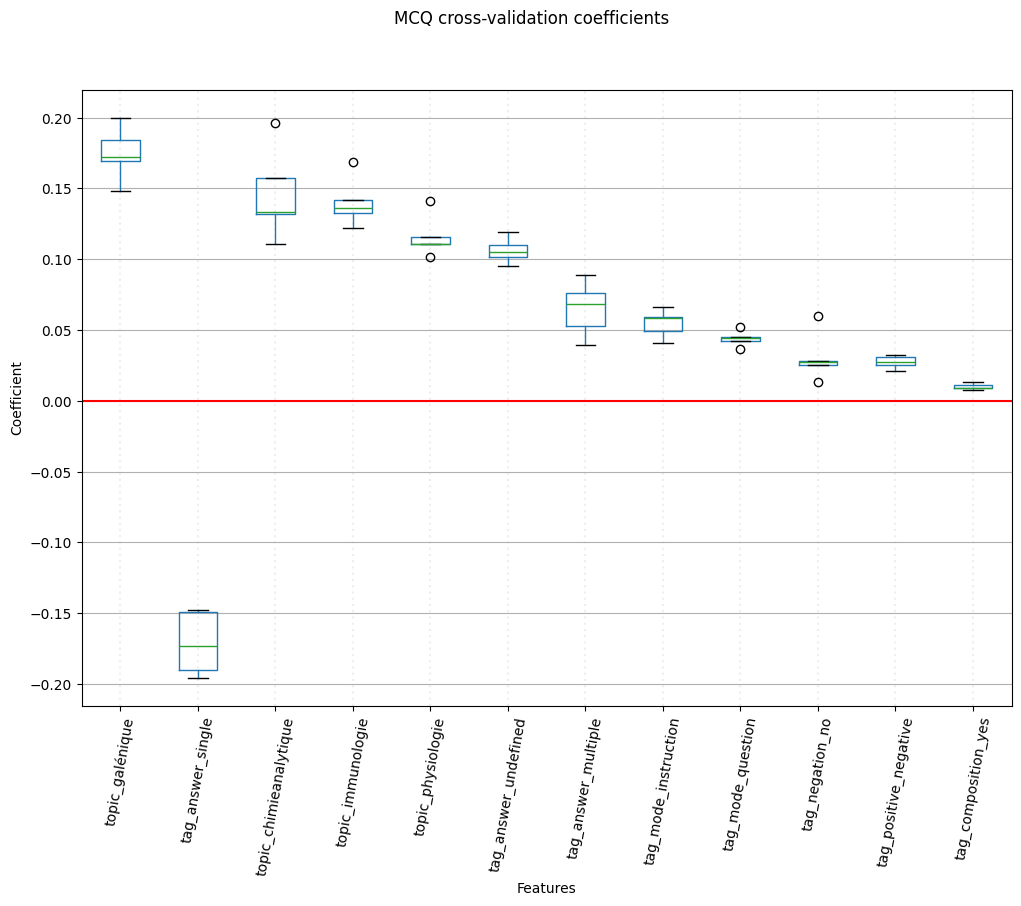 MCQ cross-validation coefficients
0.20
0.15
0.10
0.05
0.00
−0.05
−0.10
−0.15
−0.20
Coefficient
topic_galénique
tag_answer_single
topic_chimieanalytique
topic_immunologie
topic_physiologie
tag_answer_undefined
tag_answer_multiple
tag_mode_instruction
tag_mode_question
tag_negation_no
tag_positive_negative
tag_composition_yes
Features